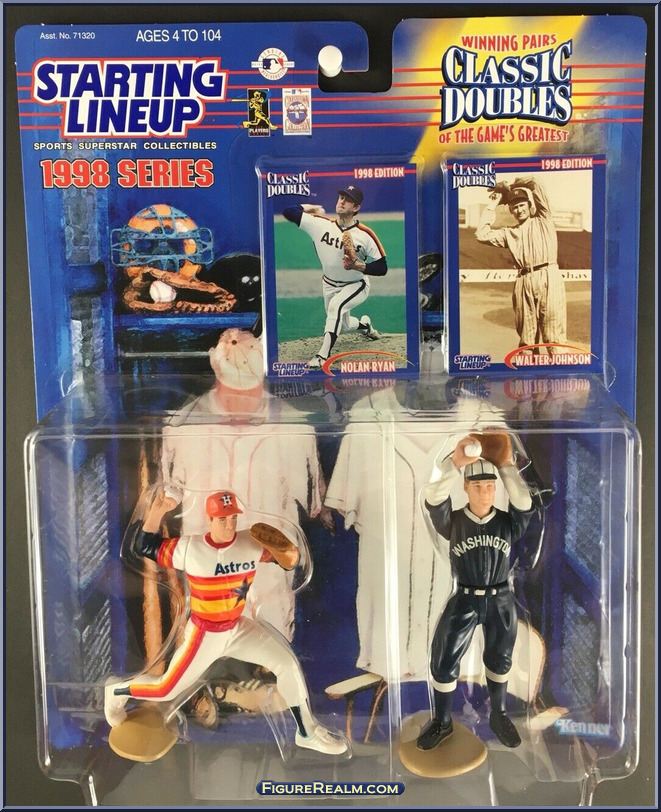 Asst. No. 71320
AGES 4 TO 104
STARTING
LINEUP
SPORTS SUPERSTAR COLLECTIBLES
1998 SERIES
PLAYERS
WINNING PAIRS
CLASSIC
DOUBLES
OF THE GAME'S GREATEST
CLASSIC
DOUBLES
1998 EDITION
Astros
STARTING
LINEUP
NOLAN RYAN
CLASSIC
DOUBLES
1998 EDITION
STARTING
LINEUP
WALTER JOHNSON
H
Astros
WASHINGTON
Kenner
FIGUREREALM.COM